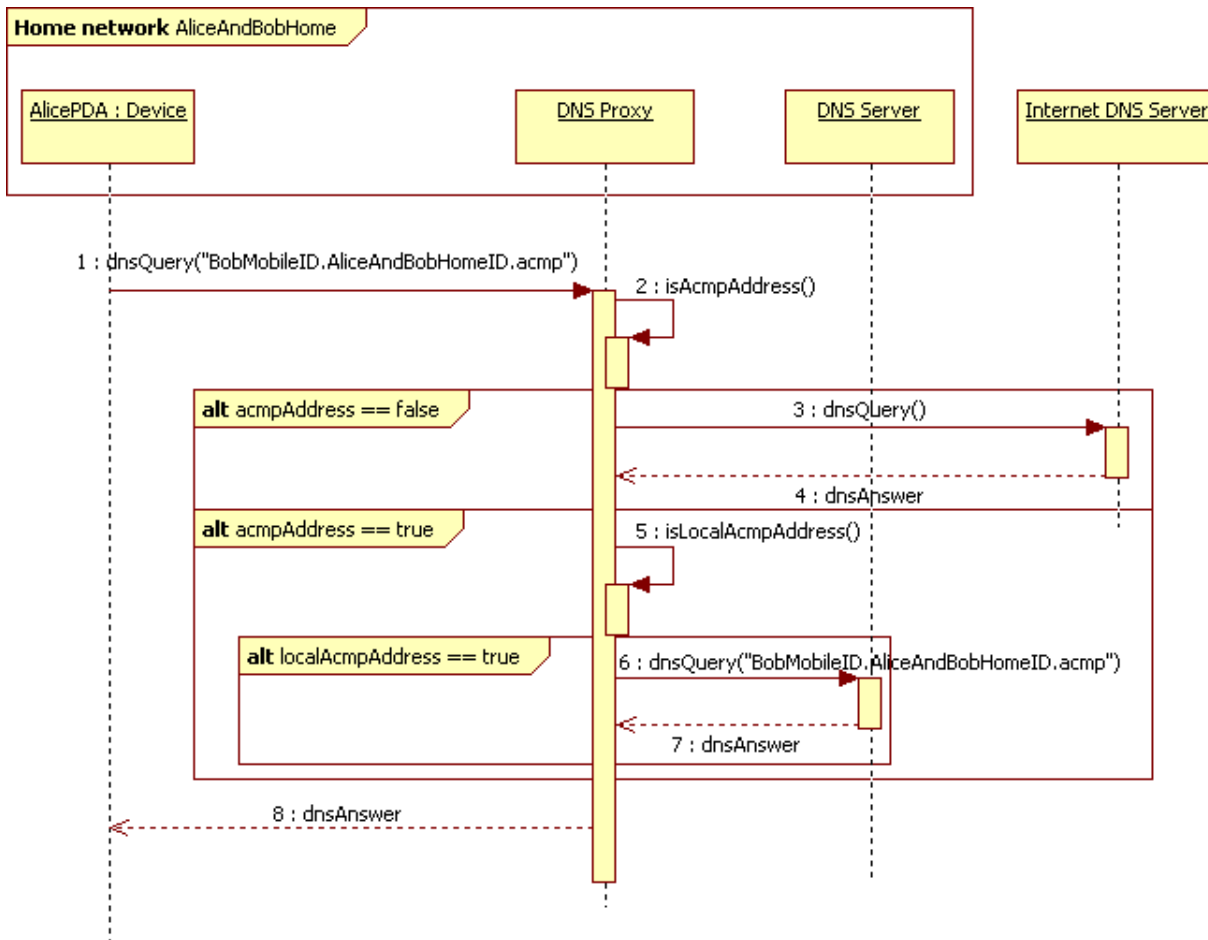 Home network AliceAndBobHome
AlicePDA : Device
DNS Proxy
DNS Server
Internet DNS Server
1 : dnsQuery("BobMobileID.AliceAndBobHomeID.acmp")
2 : isAcmpAddress()
alt acmpAddress == false
3 : dnsQuery()
4 : dnsAnswer
alt acmpAddress == true
5 : isLocalAcmpAddress()
alt localAcmpAddress == true
6 : dnsQuery("BobMobileID.AliceAndBobHomeID.acmp")
7 : dnsAnswer
8 : dnsAnswer